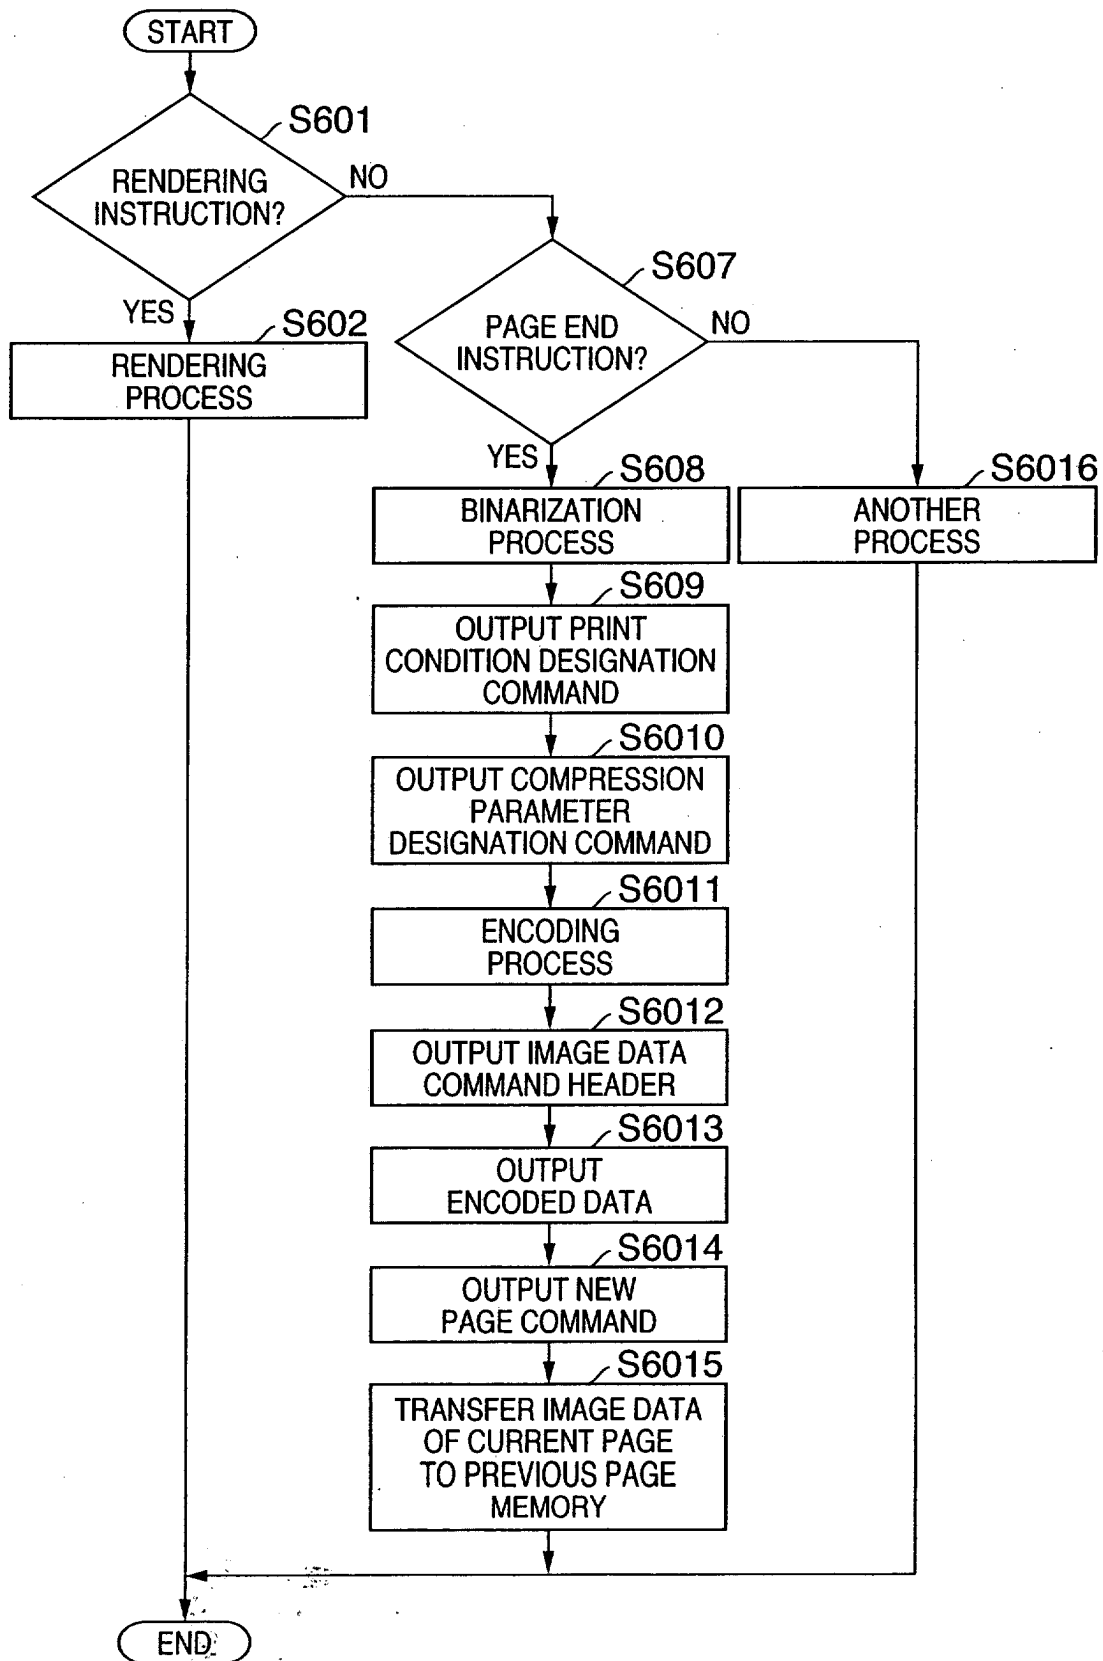 START
S601
RENDERING
INSTRUCTION?
NO
YES
S602
RENDERING
PROCESS
S607
PAGE END
INSTRUCTION?
NO
YES
S608
BINARIZATION
PROCESS
S6016
ANOTHER
PROCESS
S609
OUTPUT PRINT
CONDITION DESIGNATION
COMMAND
S6010
OUTPUT COMPRESSION
PARAMETER
DESIGNATION COMMAND
S6011
ENCODING
PROCESS
S6012
OUTPUT IMAGE DATA
COMMAND HEADER
S6013
OUTPUT
ENCODED DATA
S6014
OUTPUT NEW
PAGE COMMAND
S6015
TRANSFER IMAGE DATA
OF CURRENT PAGE
TO PREVIOUS PAGE
MEMORY
END